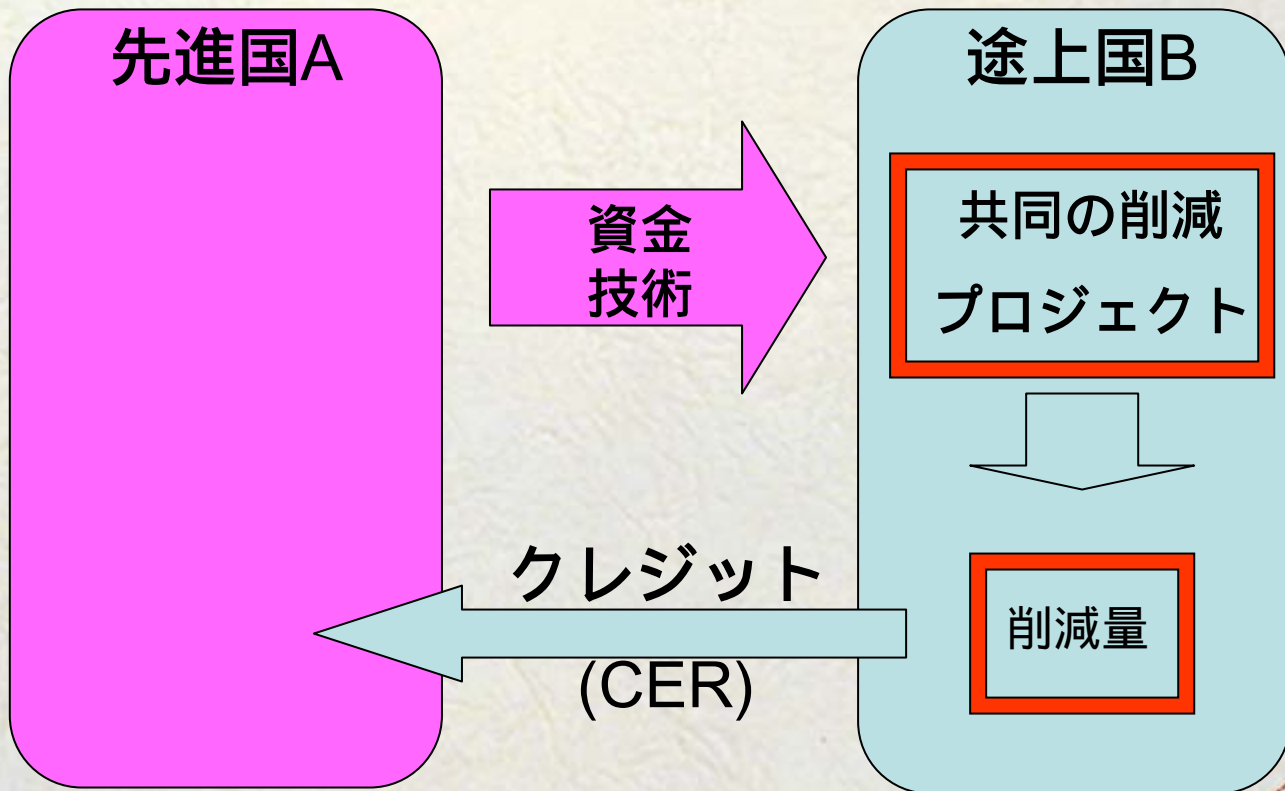 先進国A
途上国B
資金
技術
共同の削減
プロジェクト
クレジット
(CER)
削減量